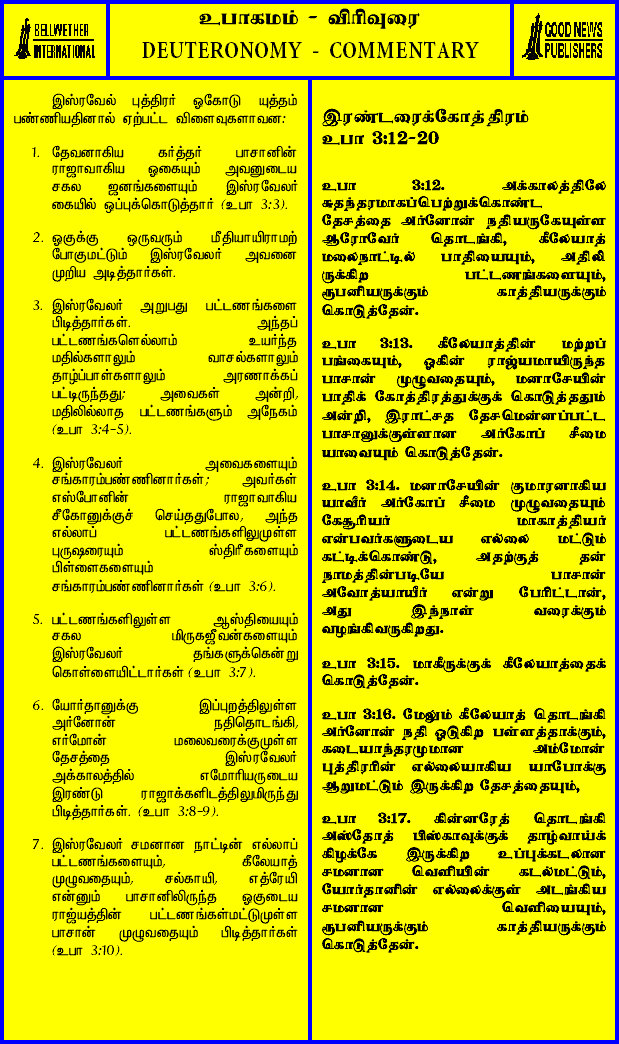 BELLWETHER
INTERNATIONAL
உபாகமம் - விரிவுரை
DEUTERONOMY - COMMENTARY
GOOD NEWS
PUBLISHERS
இஸ்ரவேல் புத்திரர் ஒகோடு யுத்தம்
பண்ணியதினால் ஏற்பட்ட விளைவுகளாவன:
1. தேவனாகிய கர்த்தர் பாசானின்
ராஜாவாகிய ஓகையும் அவனுடைய
சகல ஜனங்களையும் இஸ்ரவேலர்
கையில் ஒப்புக்கொடுத்தார் (உபா 3:3).
2. ஓகுக்கு ஒருவரும் மீதியாயிராமற்
போகுமட்டும் இஸ்ரவேலர் அவனை
முறிய அடித்தார்கள்.
3. இஸ்ரவேலர் அறுபது பட்டணங்களை
பிடித்தார்கள். அந்தப்
பட்டணங்களெல்லாம் உயர்ந்த
மதில்களாலும் வாசல்களாலும்
தாழ்ப்பாள்களாலும் அரணாக்கப்
பட்டிருந்தது; அவைகள் அன்றி,
மதிலில்லாத பட்டணங்களும் அநேகம்
(உபா 3:4-5).
4. இஸ்ரவேலர் அவைகளையும்
சங்காரம்பண்ணினார்கள்; அவர்கள்
எஸ்போனின் ராஜாவாகிய
சீகோனுக்குச் செய்ததுபோல, அந்த
எல்லாப் பட்டணங்களிலுமுள்ள
புருஷரையும் ஸ்திரீகளையும்
பிள்ளைகளையும்
சங்காரம்பண்ணினார்கள் (உபா 3:6).
5. பட்டணங்களிலுள்ள ஆஸ்தியையும்
சகல மிருகஜீவன்களையும்
இஸ்ரவேலர் தங்களுக்கென்று
கொள்ளையிட்டார்கள் (உபா 3:7).
6. யோர்தானுக்கு இப்புறத்திலுள்ள
அர்னோன் நதிதொடங்கி,
எர்மோன் மலைவரைக்குமுள்ள
தேசத்தை இஸ்ரவேலர்
அக்காலத்தில் எமோரியருடைய
இரண்டு ராஜாக்களிடத்திலுமிருந்து
பிடித்தார்கள். (உபா 3:8-9).
7. இஸ்ரவேலர் சமனான நாட்டின் எல்லாப்
பட்டணங்களையும், கீலேயாத்
முழுவதையும், சல்காயி, எத்ரேயி
என்னும் பாசானிலிருந்த ஓகுடைய
ராஜ்யத்தின் பட்டணங்கள்மட்டுமுள்ள
பாசான் முழுவதையும் பிடித்தார்கள்
(உபா 3:10).
இரண்டரைக்கோத்திரம்
உபா 3:12-20
உபா 3:12. அக்காலத்திலே
சுதந்தரமாகப்பெற்றுக்கொண்ட
தேசத்தை அர்னோன் நதியருகேயுள்ள
ஆரோவேர் தொடங்கி, கீலேயாத்
மலைநாட்டில் பாதியையும், அதிலி
ருக்கிற பட்டணங்களையும்,
ரூபனியருக்கும் காத்தியருக்கும்
கொடுத்தேன்.
உபா 3:13. கீலேயாத்தின் மற்றப்
பங்கையும், ஓகின் ராஜ்யமாயிருந்த
பாசான் முழுவதையும், மனாசேயின்
பாதிக் கோத்திரத்துக்குக் கொடுத்ததும்
அன்றி, இராட்சத தேசமென்னப்பட்ட
பாசானுக்குள்ளான அர்கோப் சீமை
யாவையும் கொடுத்தேன்.
உபா 3:14. மனாசேயின் குமாரனாகிய
யாவீர் அர்கோப் சீமை முழுவதையும்
கேசூரியர் மாகாத்தியர்
என்பவர்களுடைய எல்லை மட்டும்
கட்டிக்கொண்டு, அதற்குத் தன்
நாமத்தின்படியே பாசான்
அவோத்யாயீர் என்று பேரிட்டான்,
அது இந்நாள் வரைக்கும்
வழங்கிவருகிறது.
உபா 3:15. மாகீருக்குக் கீலேயாத்தைக்
கொடுத்தேன்.
உபா 3:16. மேலும் கீலேயாத் தொடங்கி
அர்னோன் நதி ஓடுகிற பள்ளத்தாக்கும்,
கடையாந்தரமுமான அம்மோன்
புத்திரரின் எல்லையாகிய யாபோக்கு
ஆறுமட்டும் இருக்கிற தேசத்தையும்,
உபா 3:17. கின்னரேத் தொடங்கி
அஸ்தோத் பிஸ்காவுக்குத் தாழ்வாய்க்
கிழக்கே இருக்கிற உப்புக்கடலான
சமனான வெளியின் கடல்மட்டும்,
யோர்தானின் எல்லைக்குள் அடங்கிய
சமனான வெளியையும்,
ரூபனியருக்கும் காத்தியருக்கும்
கொடுத்தேன்.